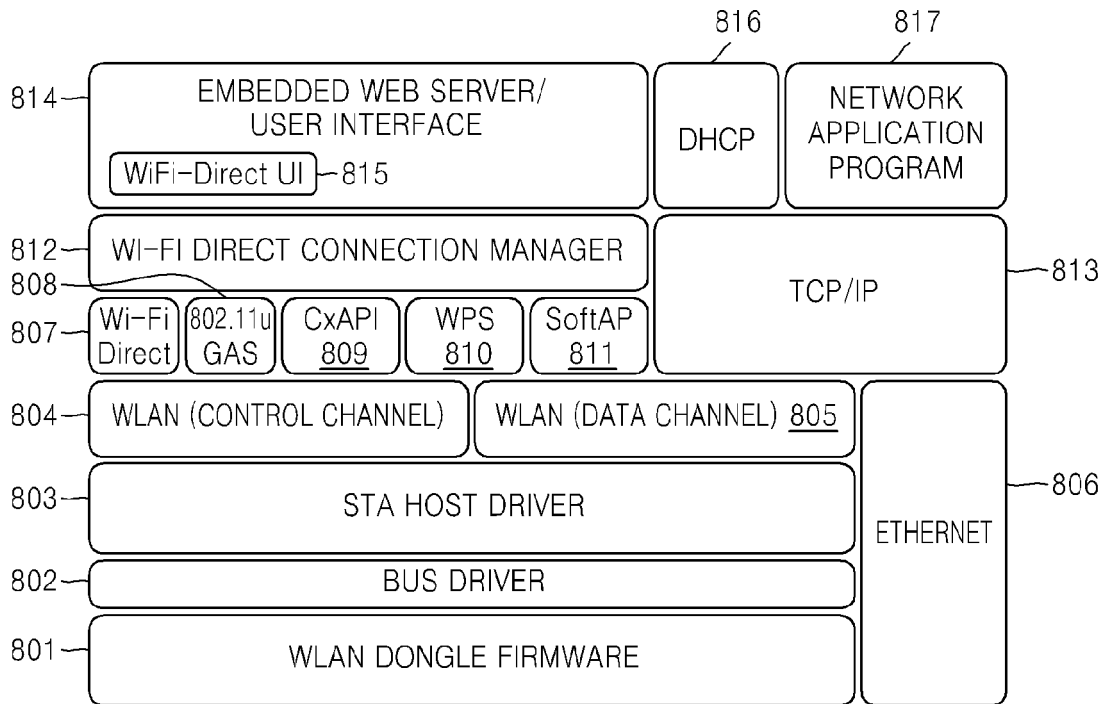 816
817
814
EMBEDDED WEB SERVER/
USER INTERFACE
WiFi-Direct UI
815
DHCP
NETWORK
APPLICATION
PROGRAM
812
WI-FI DIRECT CONNECTION MANAGER
808
TCP/IP
813
807
Wi-Fi
Direct
802.11u
GAS
CxAPI
809
WPS
810
SoftAP
811
804
WLAN (CONTROL CHANNEL)
WLAN (DATA CHANNEL) 805
803
STA HOST DRIVER
806
ETHERNET
802
BUS DRIVER
801
WLAN DONGLE FIRMWARE